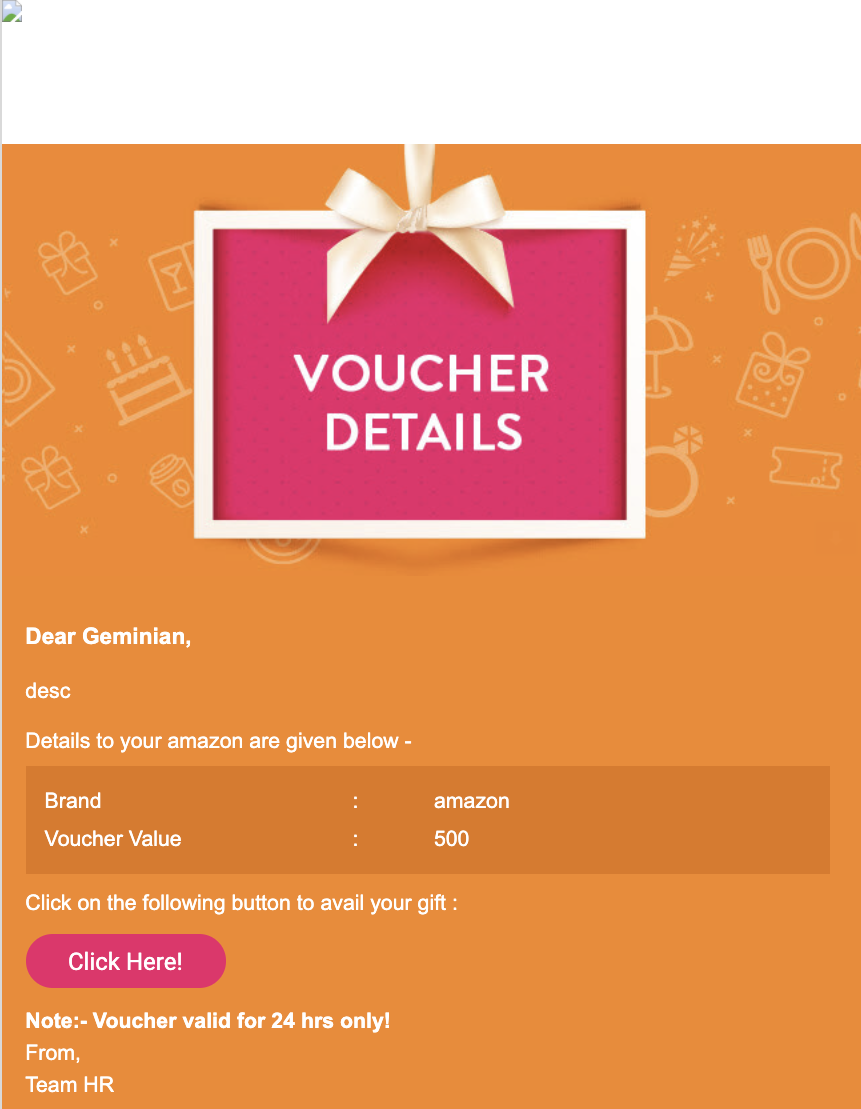 VOUCHER
DETAILS
Dear Geminian,
desc
Details to your amazon are given below -
Brand : amazon
Voucher Value : 500
Click on the following button to avail your gift :
Click Here!
Note:- Voucher valid for 24 hrs only!
From,
Team HR